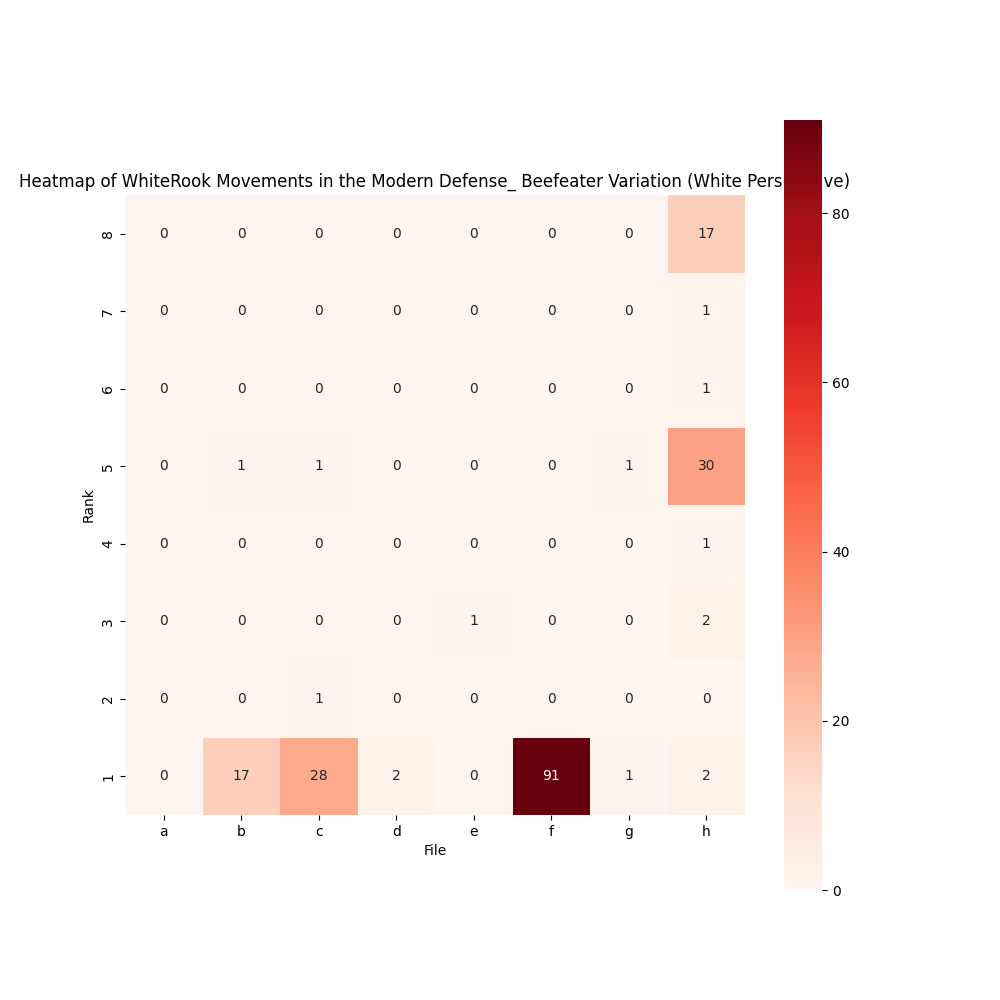 Heatmap of WhiteRook Movements in the Modern Defense_ Beefeater Variation (White Pers ve)
80
8 0 0 0 0 0 0 0 17
7 0 0 0 0 0 0 0 1
6 0 0 0 0 0 0 0 1
60
5 0 1 1 0 0 0 1 30
Rank
4 0 0 0 0 0 0 0 1
40
3 0 0 0 0 1 0 0 2
2 0 0 1 0 0 0 0 0
20
1 0 17 28 2 0 91 1 2
a b c d e f g h
File
0